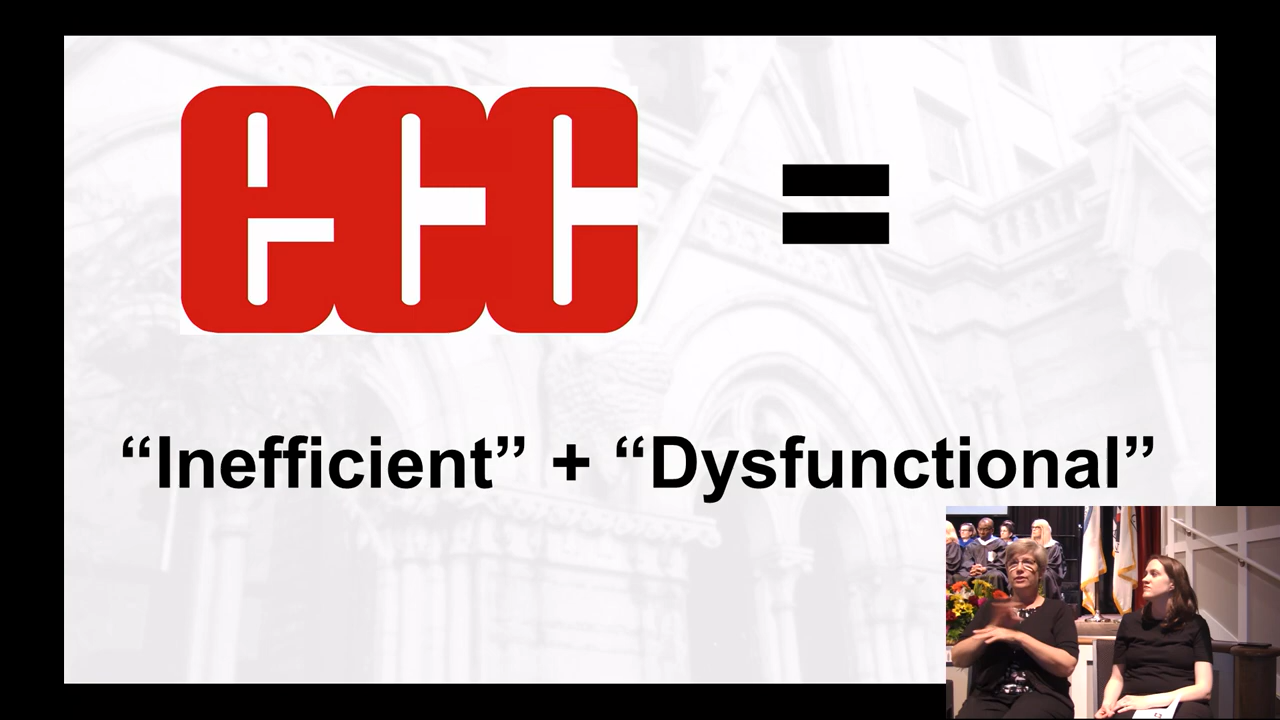 ecc =
“Inefficient” + “Dysfunctional”